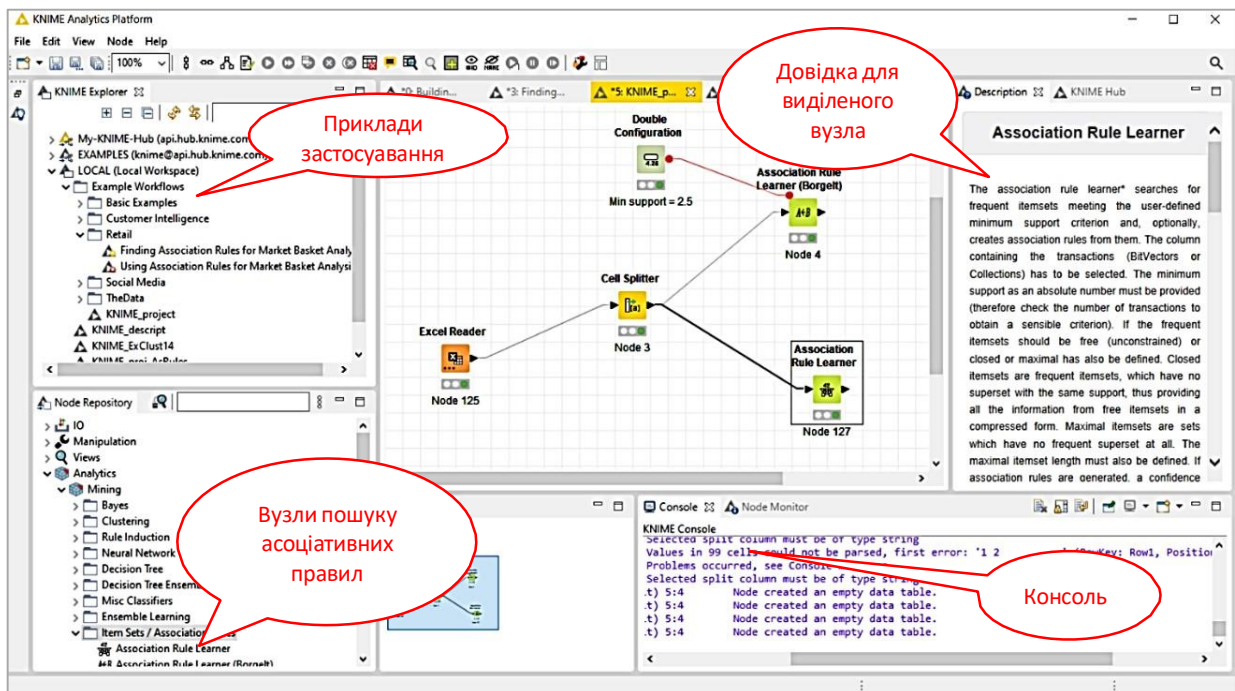 KNIME Analytics Platform
File Edit View Node Help
100%
KNIME Explorer
My-KNIME-Hub (api.hub.knime.com
EXAMPLES (knime@api.hub.knime.com
LOCAL (Local Workspace)
Example Workflows
Basic Examples
Customer Intelligence
Retail
Finding Association Rules for Market Basket Analy
Using Association Rules for Market Basket Analysi
Social Media
TheData
KNIME_project
KNIME_descript
KNIME_ExClust14
KNIME_proj_AsRules
Приклади
застосуавання
Node Repository
IO
Manipulation
Views
Analytics
Mining
Bayes
Clustering
Rule Induction
Neural Network
Decision Tree
Decision Tree Ensem
Misc Classifiers
Ensemble Learning
Item Sets / Association
Association Rule Learner
Association Rule Learner (Borgelt)
Вузли пошуку
асоціативних
правил
*0: Buildin...
*3: Finding...
*5: KNIME_p...
Double
Configuration
4.26
Min support = 2.5
Association Rule
Learner (Borgelt)
Node 4
Cell Splitter
Node 3
Excel Reader
Node 125
Association
Rule Learner
Node 127
Довідка для
виділеного
вузла
Description KNIME Hub
Association Rule Learner
The association rule learner* searches for
frequent itemsets meeting the user-defined
minimum support criterion and, optionally,
creates association rules from them. The column
containing the transactions (BitVectors or
Collections) has to be selected. The minimum
support as an absolute number must be provided
(therefore check the number of transactions to
obtain a sensible criterion). If the frequent
itemsets should be free (unconstrained) or
closed or maximal has also be defined. Closed
itemsets are frequent itemsets, which have no
superset with the same support, thus providing
all the information from free itemsets in a
compressed form. Maximal itemsets are sets
which have no frequent superset at all. The
maximal itemset length must also be defined. If
association rules are generated, a confidence
Console Node Monitor
KNIME Console
Selected split column must be of type string
Values in 99 cells could not be parsed, first error: '1 2 Row1, Positio
Problems occurred, see Console
Selected split column must be of type string
.t) 5:4 Node created an empty data table.
.t) 5:4 Node created an empty data table.
.t) 5:4 Node created an empty data table.
.t) 5:4 Node created an empty data table.
Консоль